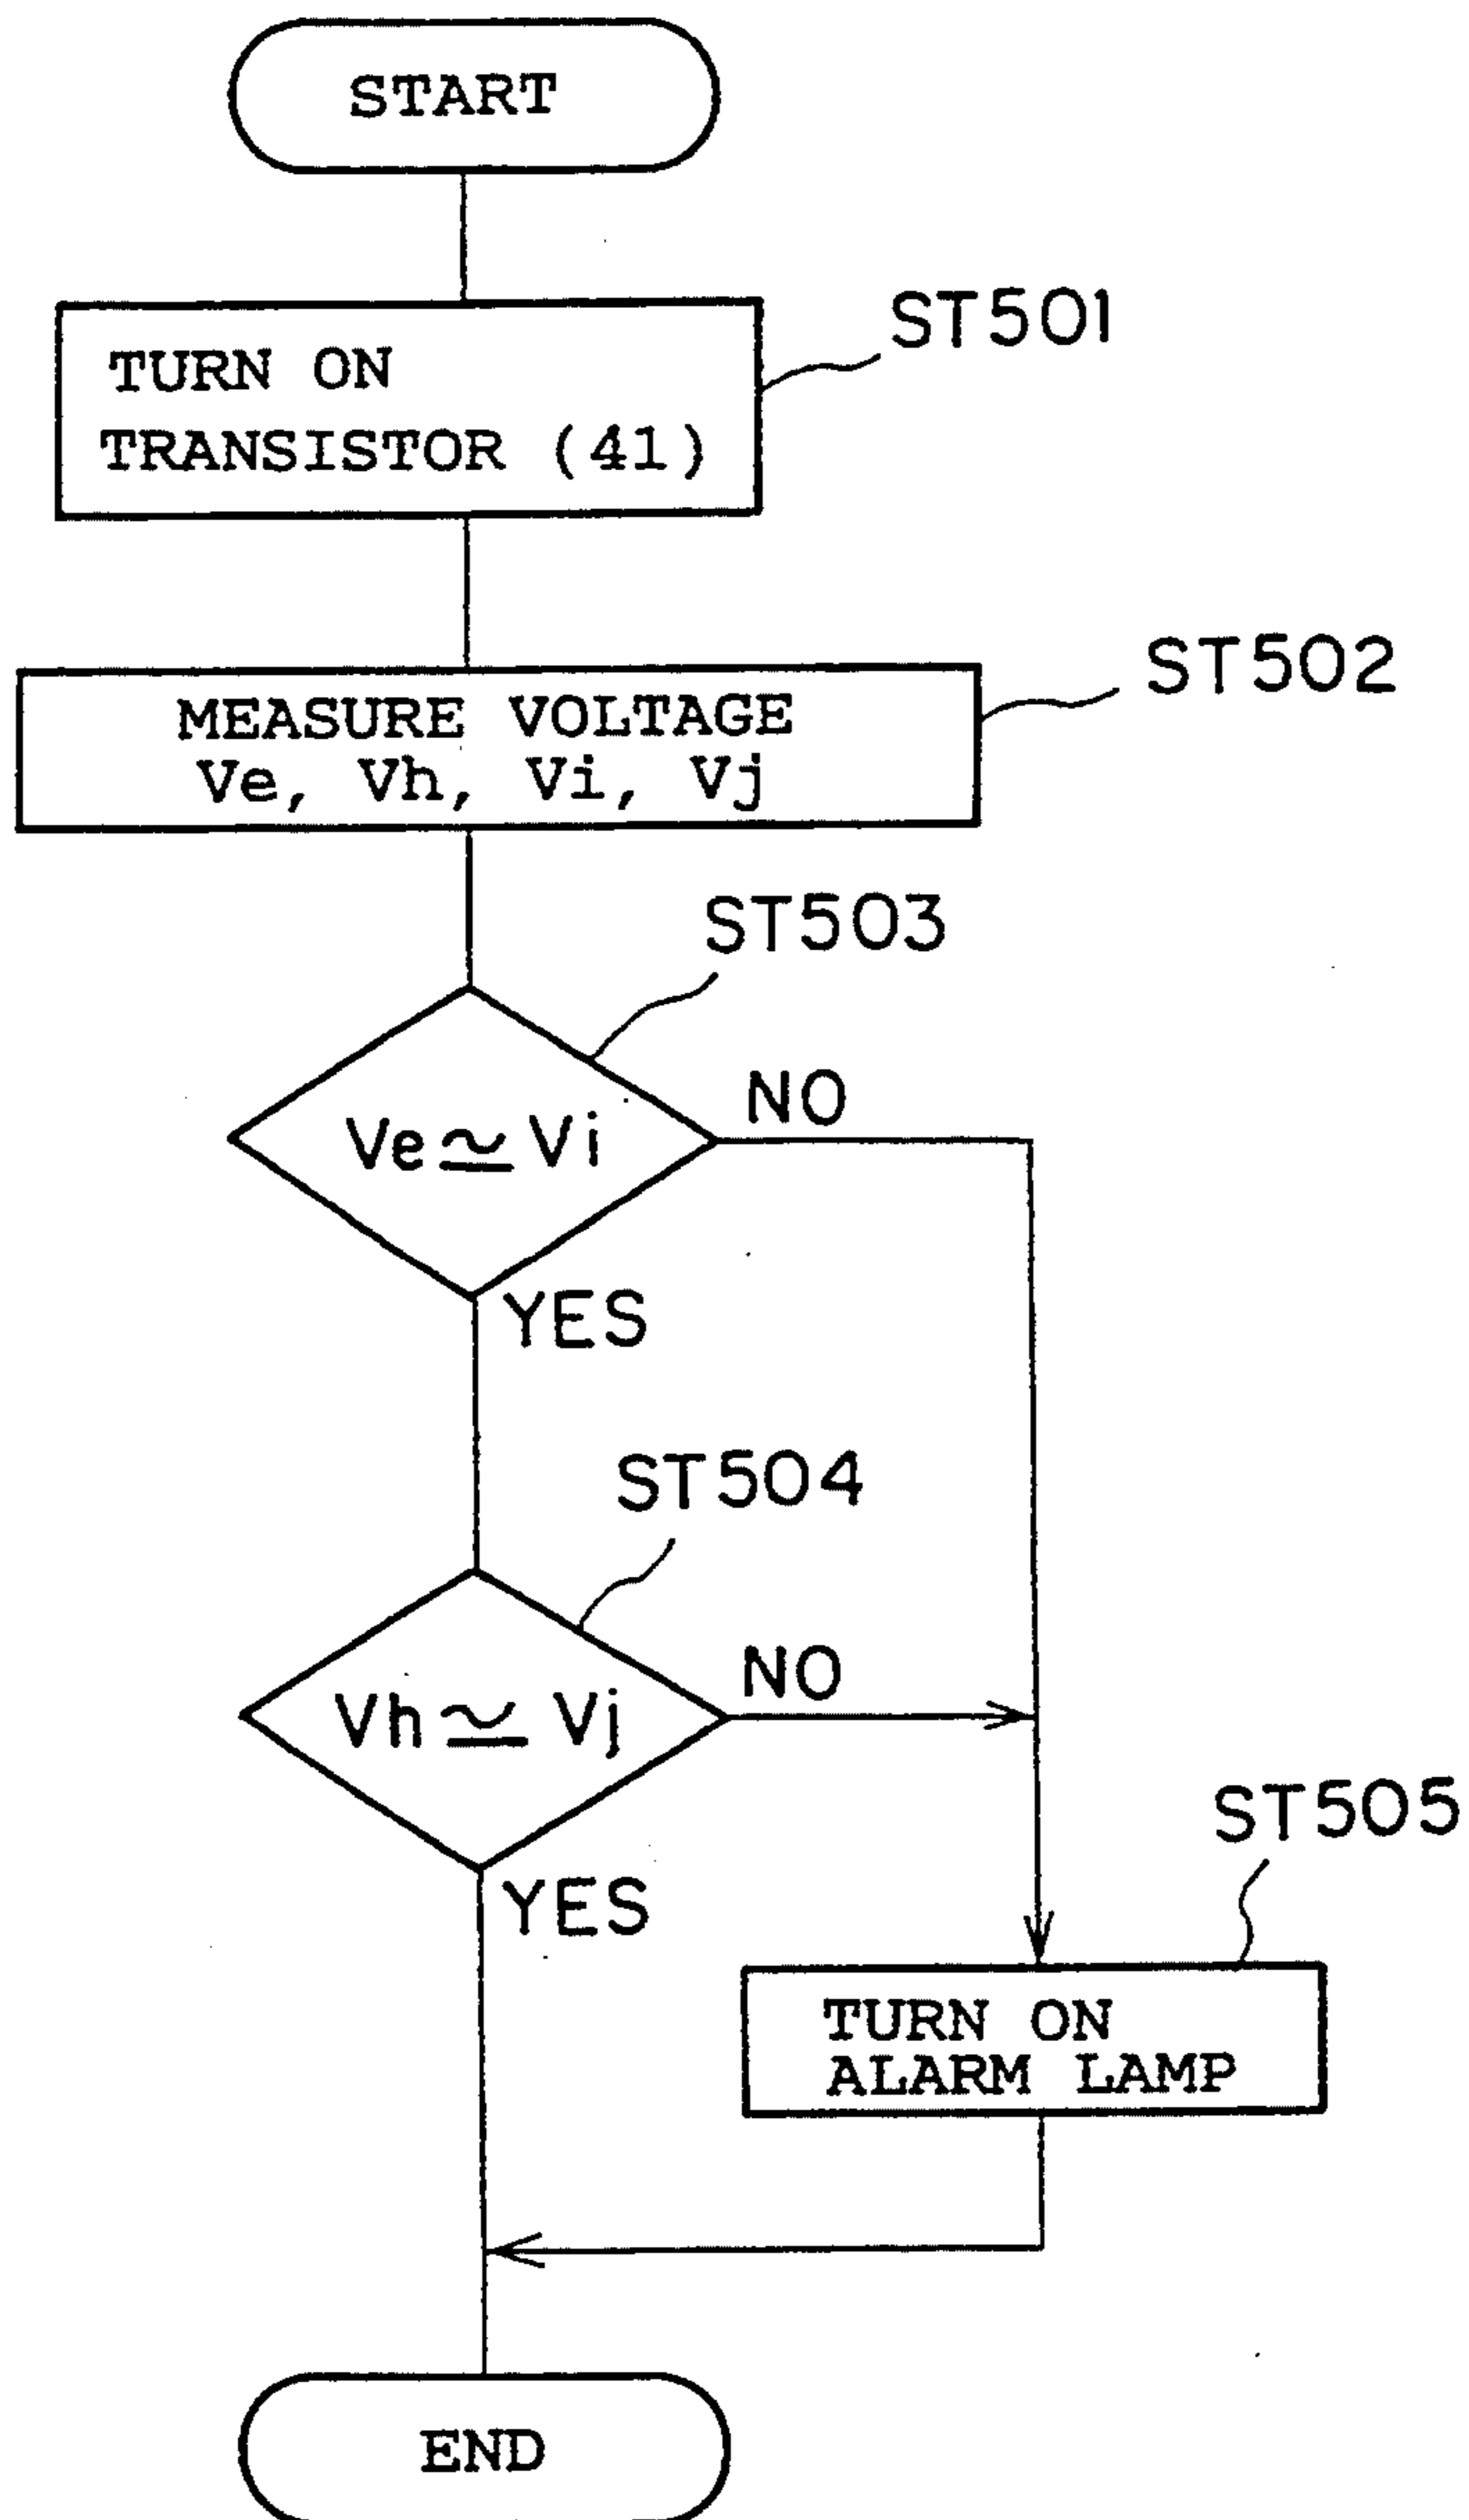 START
ST501
TURN ON
TRANSISTOR (41)
ST502
MEASURE VOLTAGE
Ve, Vh, Vi, Vj
ST503
NO
Ve≃Vi
YES
ST504
NO
Vh≃Vj
ST505
YES
TURN ON
ALARM LAMP
END